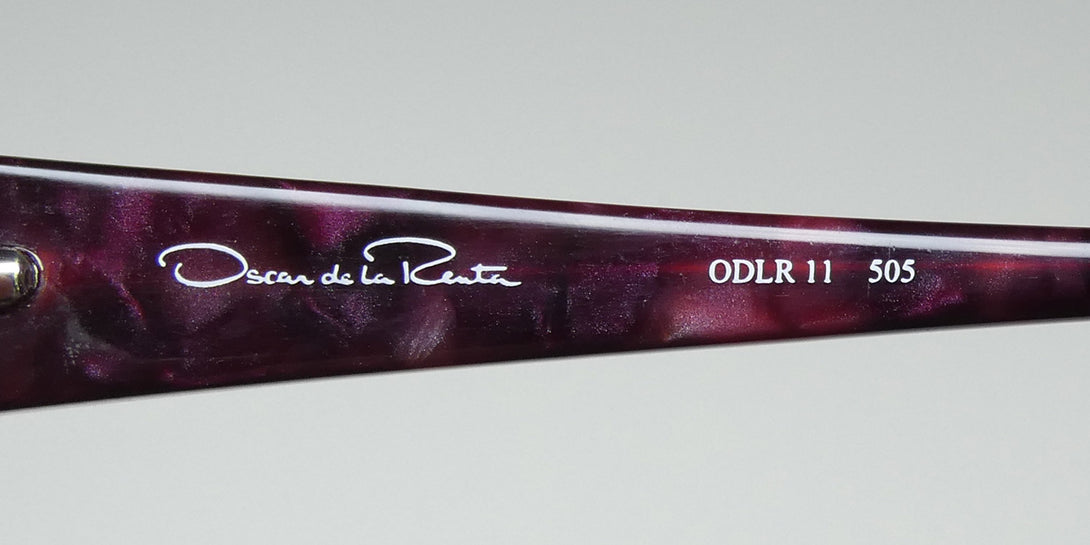 Oscar de la Renta ODLR 11 505